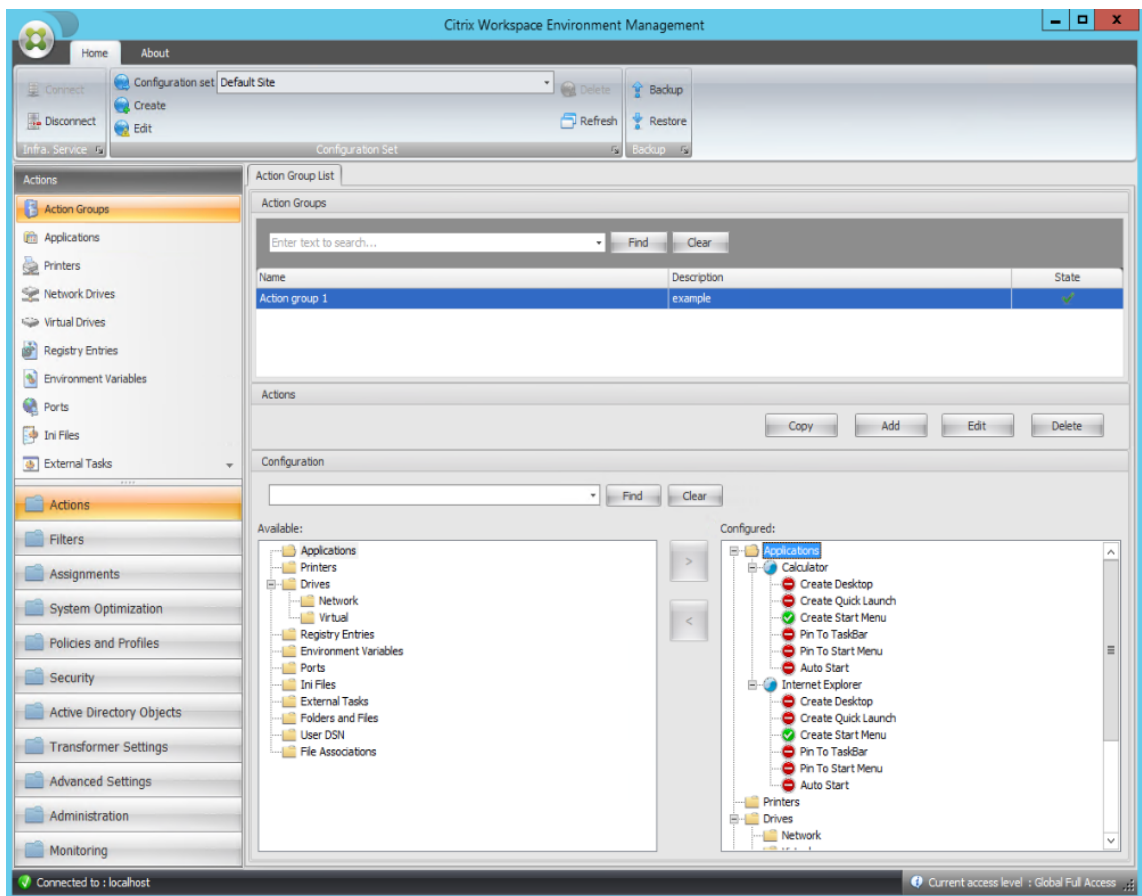 Citrix Workspace Environment Management
Home About
Connect
Disconnect
Infra. Service
Configuration set Default Site
Create
Edit
Delete
Refresh
Configuration Set
Backup
Restore
Backup
Actions
Action Groups
Applications
Printers
Network Drives
Virtual Drives
Registry Entries
Environment Variables
Ports
Ini Files
External Tasks
Actions
Filters
Assignments
System Optimization
Policies and Profiles
Security
Active Directory Objects
Transformer Settings
Advanced Settings
Administration
Monitoring
Action Group List
Action Groups
Enter text to search...
Find
Clear
Name Description State
Action group 1 example
Actions
Copy
Add
Edit
Delete
Configuration
Find
Clear
Available:
Applications
Printers
Drives
Network
Virtual
Registry Entries
Environment Variables
Ports
Ini Files
External Tasks
Folders and Files
User DSN
File Associations
>
<
Configured:
Applications
Calculator
Create Desktop
Create Quick Launch
Create Start Menu
Pin To TaskBar
Pin To Start Menu
Auto Start
Internet Explorer
Create Desktop
Create Quick Launch
Create Start Menu
Pin To TaskBar
Pin To Start Menu
Auto Start
Printers
Drives
Network
Connected to : localhost
Current access level : Global Full Access